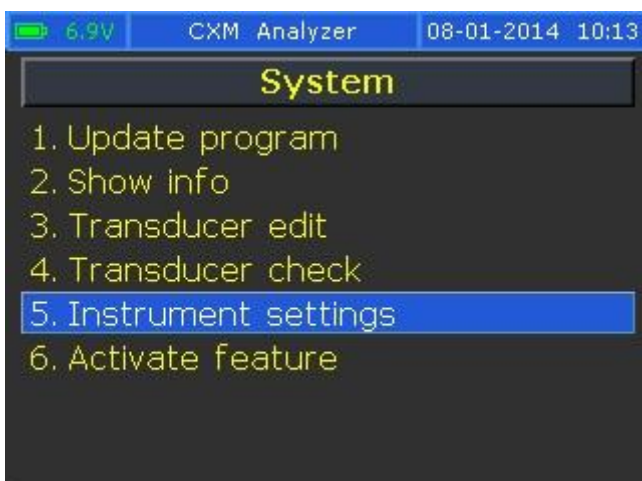 6.9V CXM Analyzer 08-01-2014 10:13
System
1. Update program
2. Show info
3. Transducer edit
4. Transducer check
5. Instrument settings
6. Activate feature